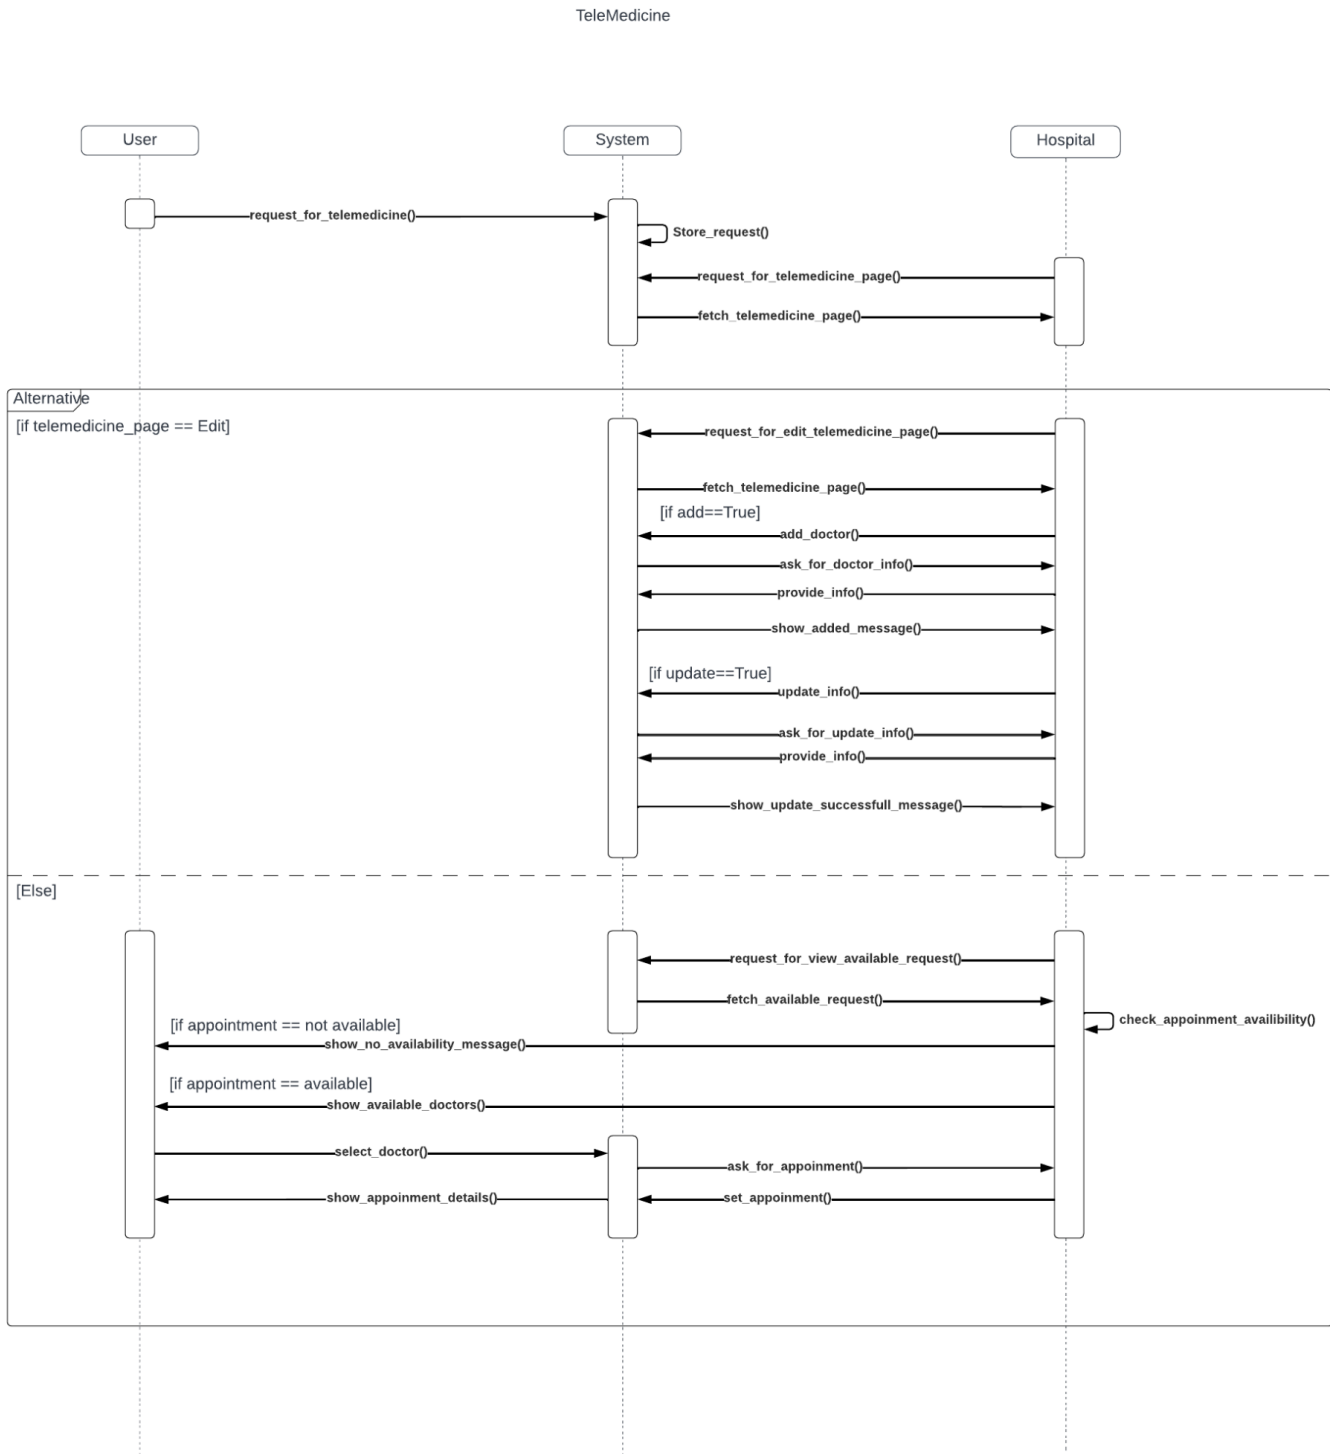 TeleMedicine
User
System
Hospital
request_for_telemedicine()
Store_request()
request_for_telemedicine_page()
fetch_telemedicine_page()
Alternative
[if telemedicine_page == Edit]
request_for_edit_telemedicine_page()
fetch_telemedicine_page()
[if add==True]
add_doctor()
ask_for_doctor_info()
provide_info()
show_added_message()
[if update==True]
update_info()
ask_for_update_info()
provide_info()
show_update_successfull_message()
[Else]
request_for_view_available_request()
fetch_available_request()
check_appoinment_availibility()
[if appointment == not available]
show_no_availability_message()
[if appointment == available]
show_available_doctors()
select_doctor()
ask_for_appoinment()
show_appoinment_details()
set_appoinment()